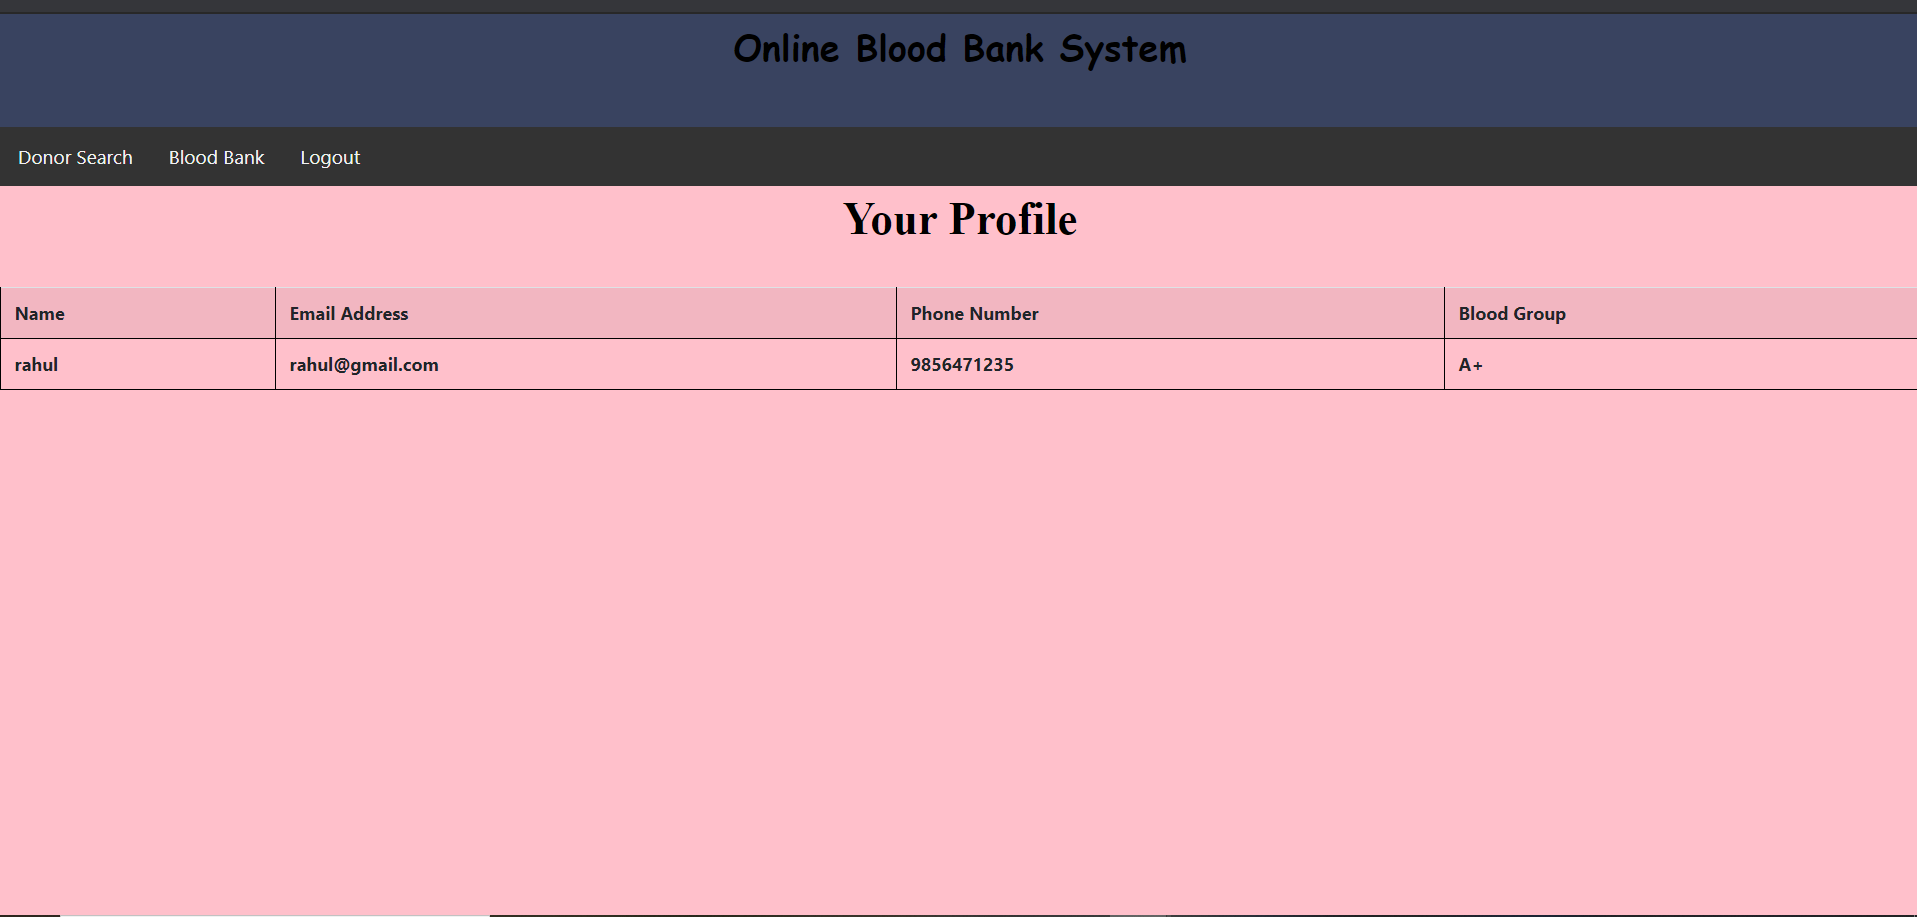 Online Blood Bank System
Donor Search Blood Bank Logout
Your Profile
Name Email Address Phone Number Blood Group
rahul rahul@gmail.com 9856471235 A+